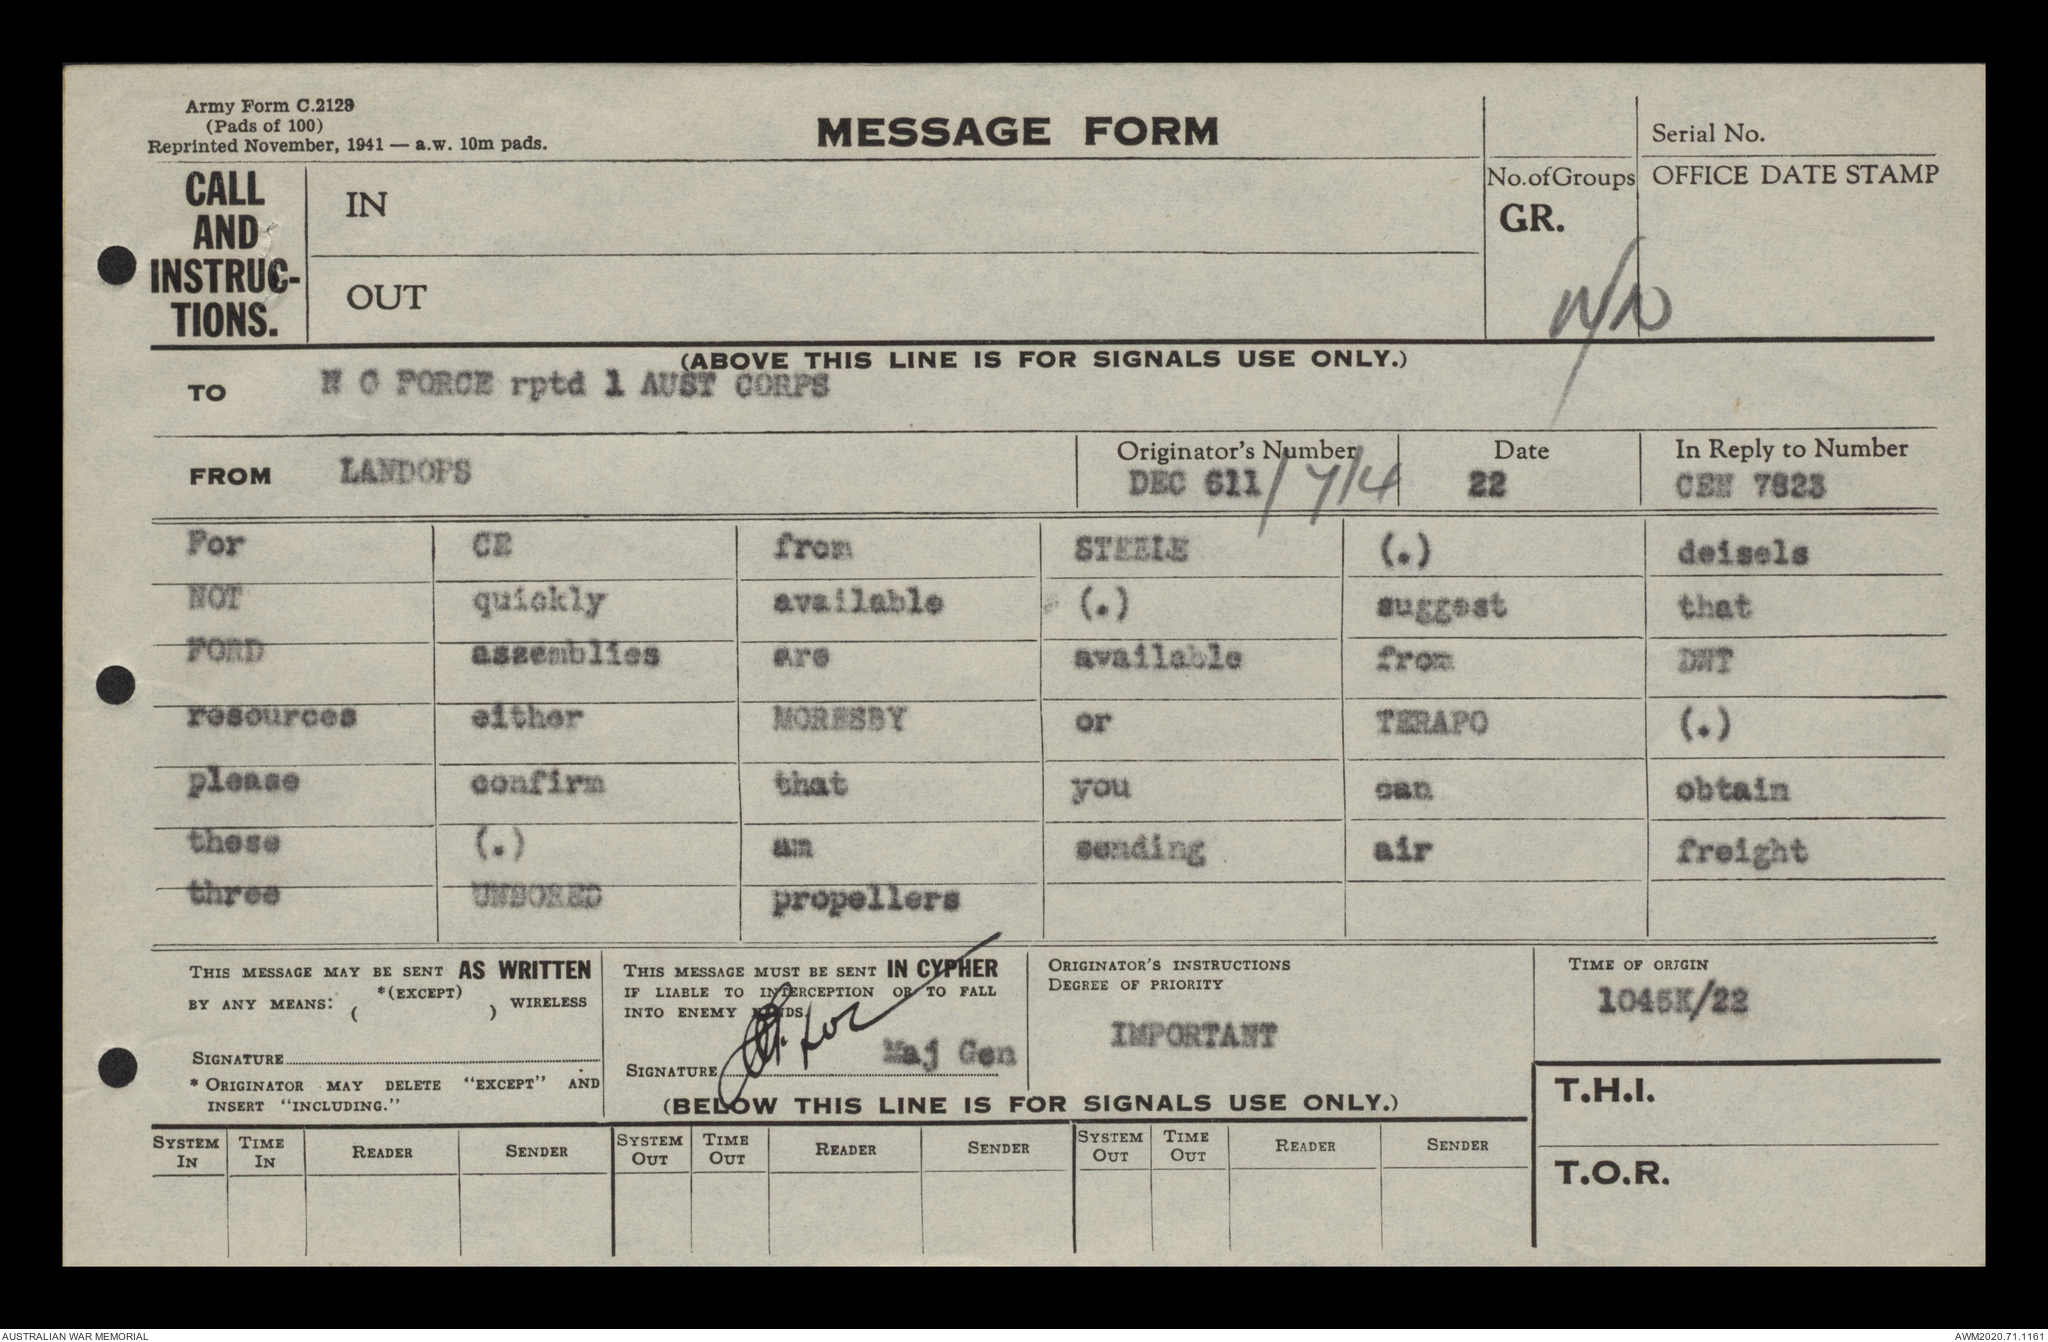 Army Form C.2128
(Pads of 100)
Reprinted November, 1941 — a.w. 10m pads.
MESSAGE FORM
Serial No.
CALL AND INSTRUC-TIONS.
IN
No. of Groups
GR.
OFFICE DATE STAMP
OUT
N/10
(ABOVE THIS LINE IS FOR SIGNALS USE ONLY.)
TO N G FORCE rptd 1 AUST CORPS
FROM LANDOPS
Originator's Number DEC 611 / 7/4
Date 22
In Reply to Number CEN 7823
For CE from STEELE (.) deisels
NOT quickly available (.) suggest that
FORD assemblies are available from DWT
resources either MORESBY or TERAPO (.)
please confirm that you can obtain
these (.) am sending air freight
three UNBORED propellers
THIS MESSAGE MAY BE SENT AS WRITTEN
BY ANY MEANS: *(EXCEPT) ( ) WIRELESS
SIGNATURE
* ORIGINATOR MAY DELETE "EXCEPT" AND
INSERT "INCLUDING."
THIS MESSAGE MUST BE SENT IN CYPHER
IF LIABLE TO INTERCEPTION OR TO FALL
INTO ENEMY HANDS.
SIGNATURE Maj Gen
ORIGINATOR'S INSTRUCTIONS
DEGREE OF PRIORITY
IMPORTANT
TIME OF ORIGIN
1045K/22
T.H.I.
T.O.R.
(BELOW THIS LINE IS FOR SIGNALS USE ONLY.)
SYSTEM IN TIME IN READER SENDER SYSTEM OUT TIME OUT READER SENDER SYSTEM OUT TIME OUT READER SENDER
AUSTRALIAN WAR MEMORIAL
AWM2020.71.1161